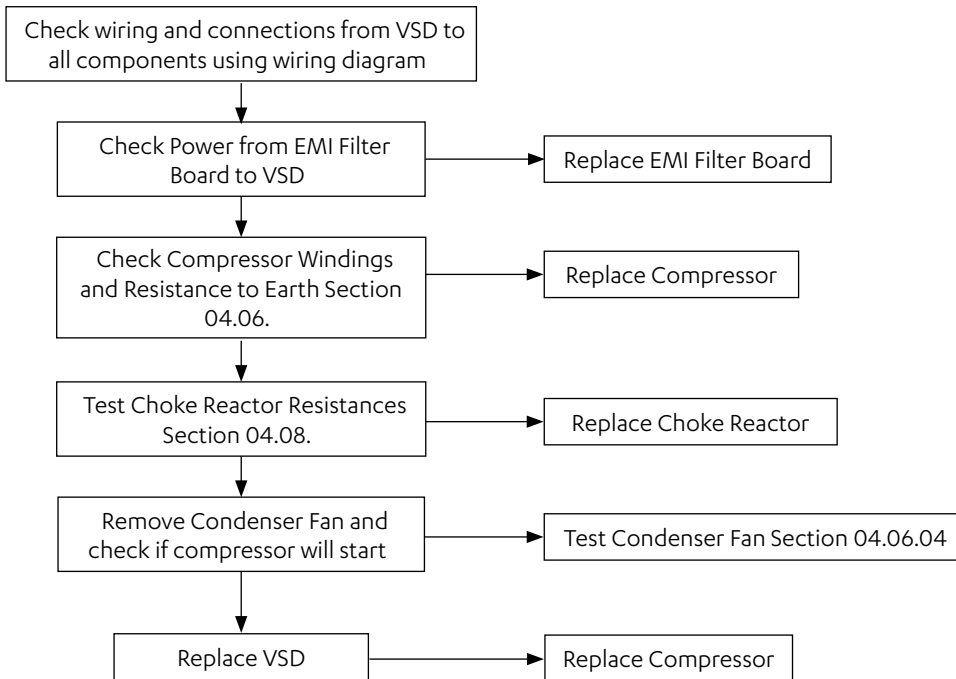 Check wiring and connections from VSD to
all components using wiring diagram
Check Power from EMI Filter
Board to VSD
Replace EMI Filter Board
Check Compressor Windings
and Resistance to Earth Section
04.06.
Replace Compressor
Test Choke Reactor Resistances
Section 04.08.
Replace Choke Reactor
Remove Condenser Fan and
check if compressor will start
Test Condenser Fan Section 04.06.04
Replace VSD
Replace Compressor